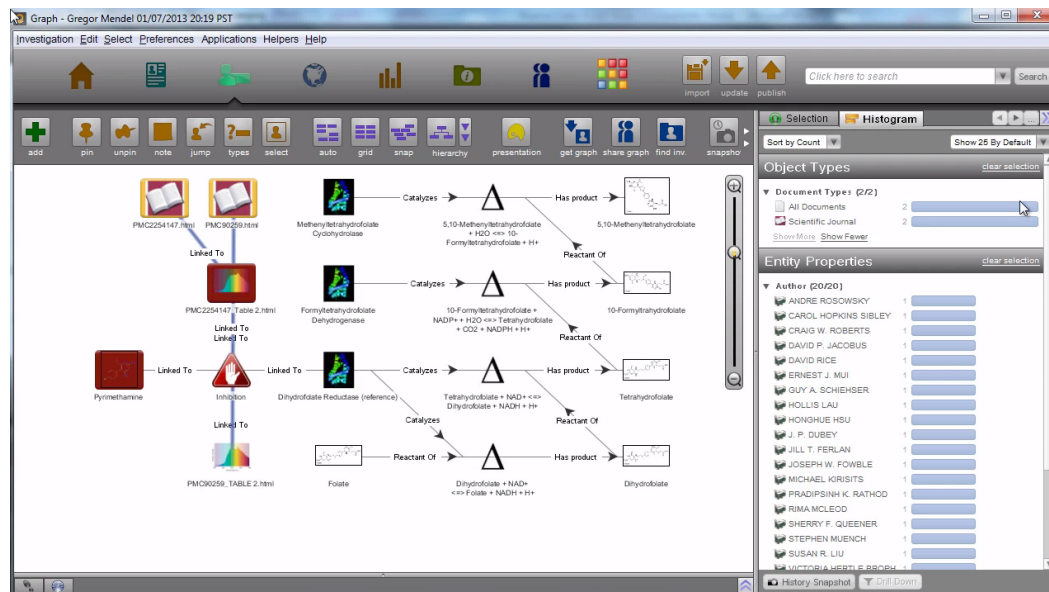 Graph - Gregor Mendel 01/07/2013 20:19 PST
Investigation Edit Select Preferences Applications Helpers Help
import update publish
Click here to search
Search
add pin unpin note jump types select auto grid snap hierarchy presentation get graph share graph find inv. snapsho
Selection Histogram
Sort by Count
Show 25 By Default
Object Types clear selection
Document Types (2/2)
All Documents 2
Scientific Journal 2
Show More Show Fewer
Entity Properties clear selection
Author (20/20)
ANDRE ROSOWSKY 1
CAROL HOPKINS SIBLEY 1
CRAIG W. ROBERTS 1
DAVID P. JACOBUS 1
DAVID RICE 1
ERNEST J. MUI 1
GUY A. SCHIEHSER 1
HOLLIS LAU 1
HONGHUE HSU 1
J. P. DUBEY 1
JILL T. FERLAN 1
JOSEPH W. FOWBLE 1
MICHAEL KIRISITS 1
PRADIPSINH K. RATHOD 1
RIMA MCLEOD 1
SHERRY F. QUEENER 1
STEPHEN MUENCH 1
SUSAN R. LIU 1
VICTORIA HERTLE BROPH 1
History Snapshot Drill Down
PMC2254147.html PMC90259.html
Linked To
PMC2254147_Table 2.html
Linked To
Linked To
Pyrimethamine
Linked To
Inhibition
Linked To
Linked To
PMC90259_TABLE 2.html
Methenyltetrahydrofolate
Cyclohydrolase
Catalyzes
5,10-Methenyltetrahydrofolate
+ H2O <=> 10-
Formyltetrahydrofolate + H+
Has product
5,10-Methenyltetrahydrofolate
Reactant Of
Formyltetrahydrofolate
Dehydrogenase
Catalyzes
10-Formyltetrahydrofolate +
NADP+ + H2O <=> Tetrahydrofolate
+ CO2 + NADPH + H+
Has product
10-Formyltrahydrofolate
Reactant Of
Dihydrofolate Reductase (reference)
Catalyzes
Tetrahydrofolate + NAD+ <=>
Dihydrofolate + NADH + H+
Has product
Tetrahydrofolate
Catalyzes
Reactant Of
Folate
Reactant Of
Dihydrofolate + NAD+
<=> Folate + NADH + H+
Has product
Dihydrofolate